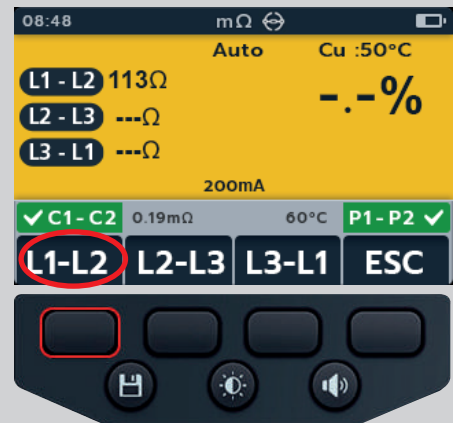 08:48 mΩ
Auto Cu :50°C
L1 - L2 113Ω
-.-%
L2 - L3 ---Ω
L3 - L1 ---Ω
200mA
✔ C1 - C2 0.19mΩ 60°C P1 - P2 ✔
L1-L2 L2-L3 L3-L1 ESC